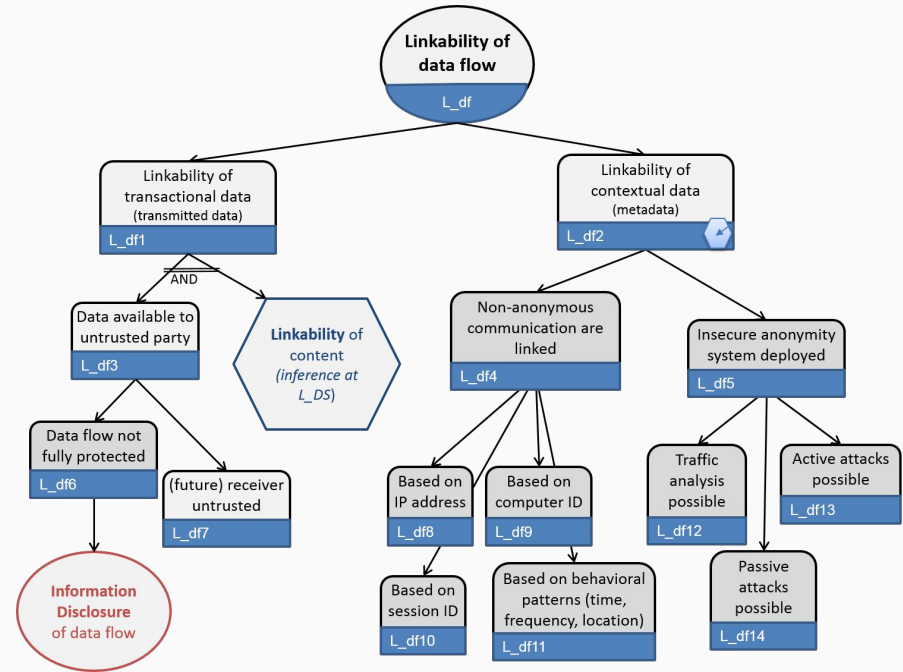 Linkability of
data flow
L_df
Linkability of
transactional data
(transmitted data)
L_df1
Linkability of
contextual data
(metadata)
L_df2
AND
Data available to
untrusted party
L_df3
Linkability of
content
(inference at
L_DS)
Non-anonymous
communication are
linked
L_df4
Insecure anonymity
system deployed
L_df5
Data flow not
fully protected
L_df6
(future) receiver
untrusted
L_df7
Based on
IP address
L_df8
Based on
computer ID
L_df9
Traffic
analysis
possible
L_df12
Active attacks
possible
L_df13
Information
Disclosure
of data flow
Based on
session ID
L_df10
Based on behavioral
patterns (time,
frequency, location)
L_df11
Passive
attacks
possible
L_df14